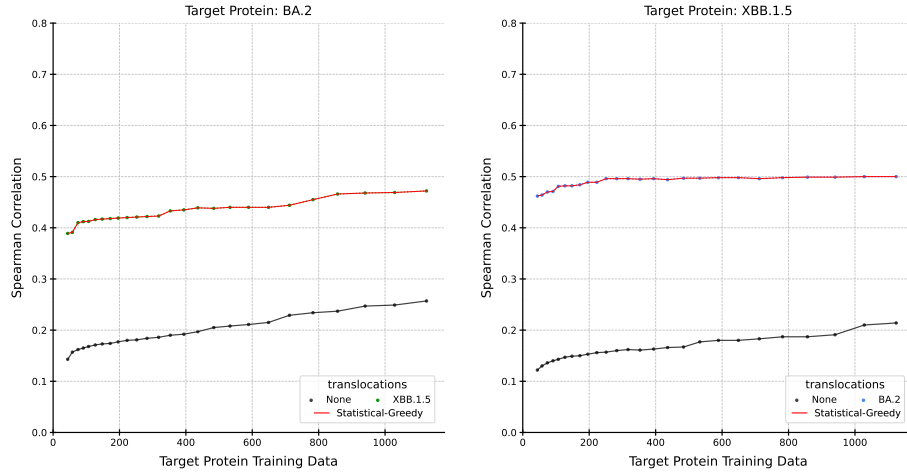 Target Protein: BA.2
Spearman Correlation
0.8
0.7
0.6
0.5
0.4
0.3
0.2
0.1
0.0
0 200 400 600 800 1000
Target Protein Training Data
translocations
None XBB.1.5
Statistical-Greedy
Target Protein: XBB.1.5
Spearman Correlation
0.8
0.7
0.6
0.5
0.4
0.3
0.2
0.1
0.0
0 200 400 600 800 1000
Target Protein Training Data
translocations
None BA.2
Statistical-Greedy